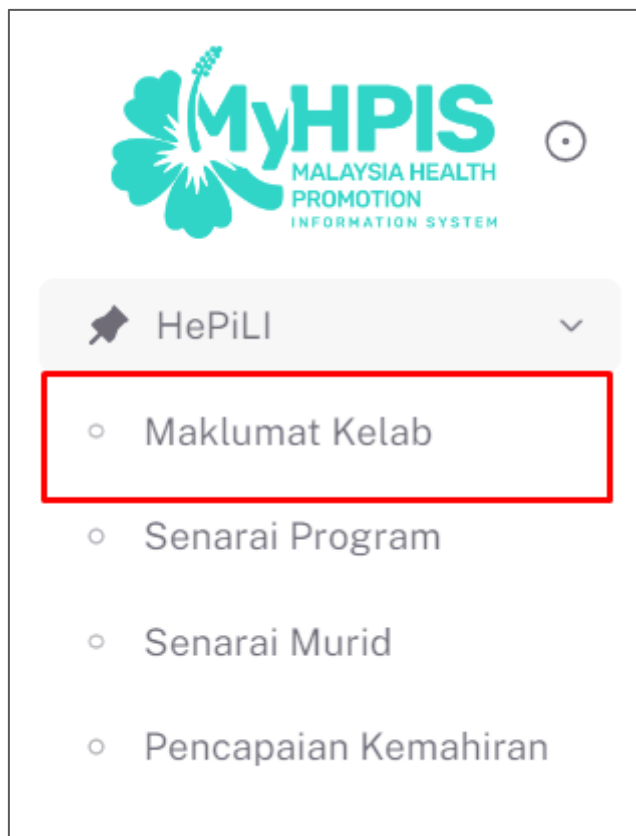 MyHPIS
MALAYSIA HEALTH
PROMOTION
INFORMATION SYSTEM
HePiLI
Maklumat Kelab
Senarai Program
Senarai Murid
Pencapaian Kemahiran